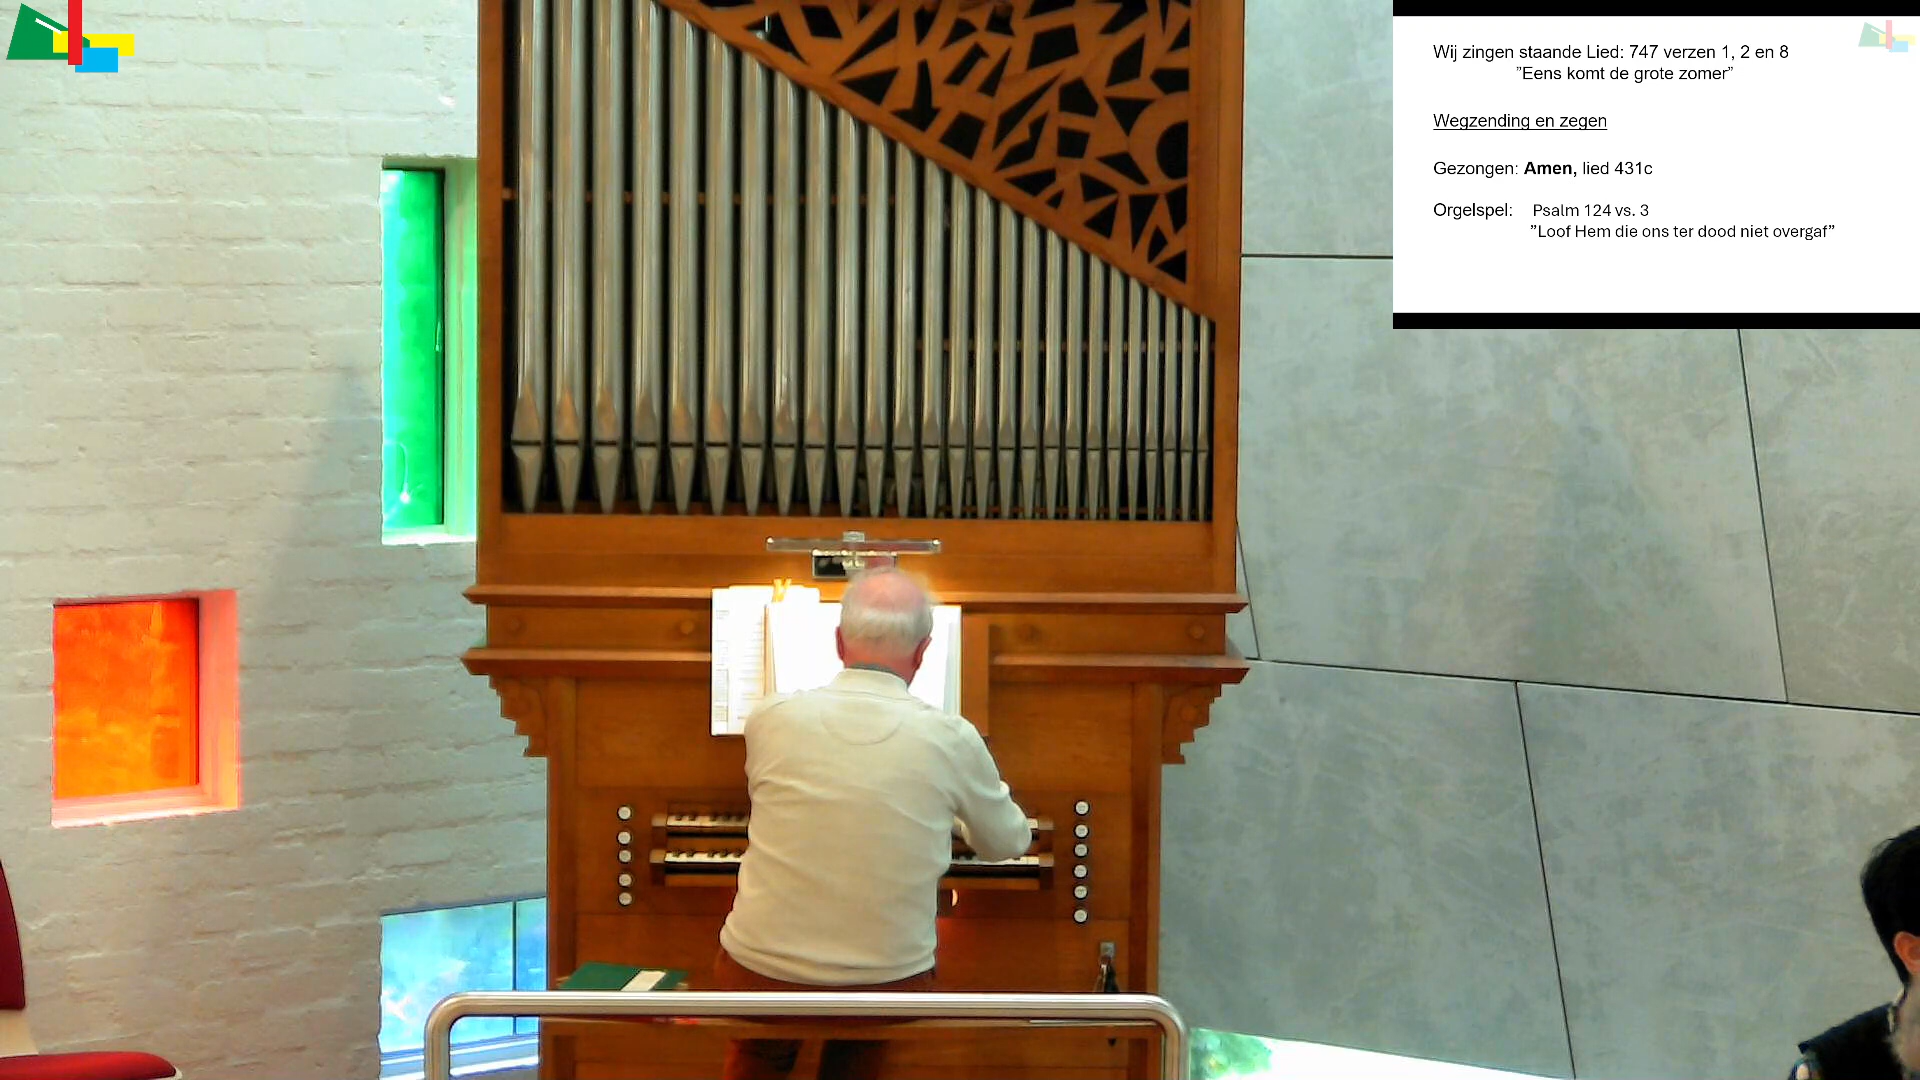 Wij zingen staande Lied: 747 verzen 1, 2 en 8
”Eens komt de grote zomer”
Wegzending en zegen
Gezongen: Amen, lied 431c
Orgelspel: Psalm 124 vs. 3
”Loof Hem die ons ter dood niet overgaf”